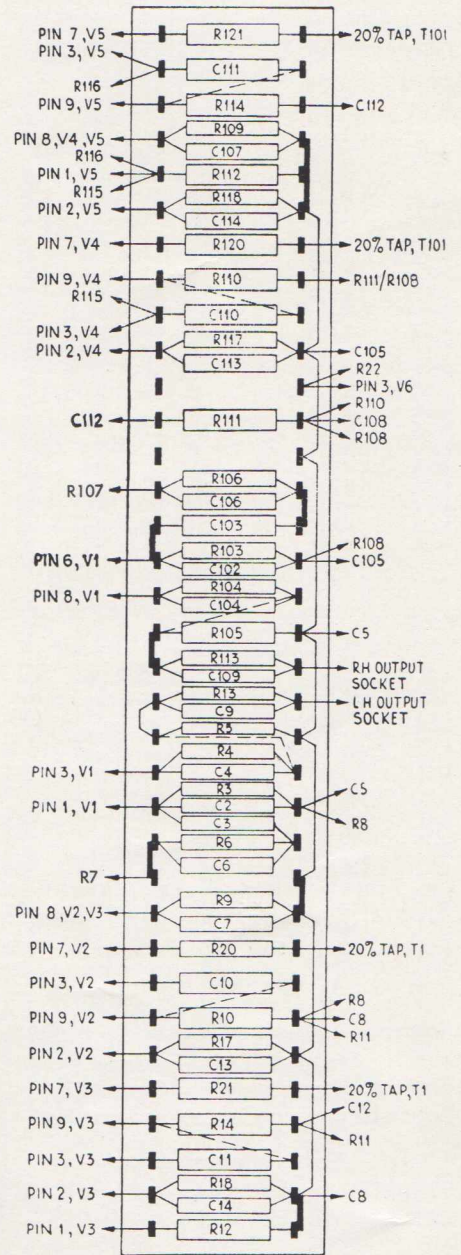 PIN 7, V5 R121 20% TAP, T101
PIN 3, V5
C111
R116
PIN 9, V5 R114 C112
R109
PIN 8, V4, V5
C107
R116
PIN 1, V5 R112
R115
R118
PIN 2, V5
C114
PIN 7, V4 R120 20% TAP, T101
PIN 9, V4 R110 R111/R108
R115
C110
PIN 3, V4
R117
PIN 2, V4 C105
C113
R22
PIN 3, V6
R110
C112 R111 C108
R108
R106
R107
C106
C103
R103 R108
PIN 6, V1
C102 C105
R104
PIN 8, V1
C104
R105 C5
R113 RH OUTPUT
C109 SOCKET
R13 LH OUTPUT
C9 SOCKET
R5
R4
PIN 3, V1 C4
R3 C5
PIN 1, V1 C2
C3 R8
R6
C6
R7
R9
PIN 8, V2, V3
C7
PIN 7, V2 R20 20% TAP, T1
PIN 3, V2 C10
R8
PIN 9, V2 R10 C8
R11
R17
PIN 2, V2
C13
PIN 7, V3 R21 20% TAP, T1
C12
PIN 9, V3 R14
R11
PIN 3, V3 C11
R18
PIN 2, V3 C8
C14
PIN 1, V3 R12